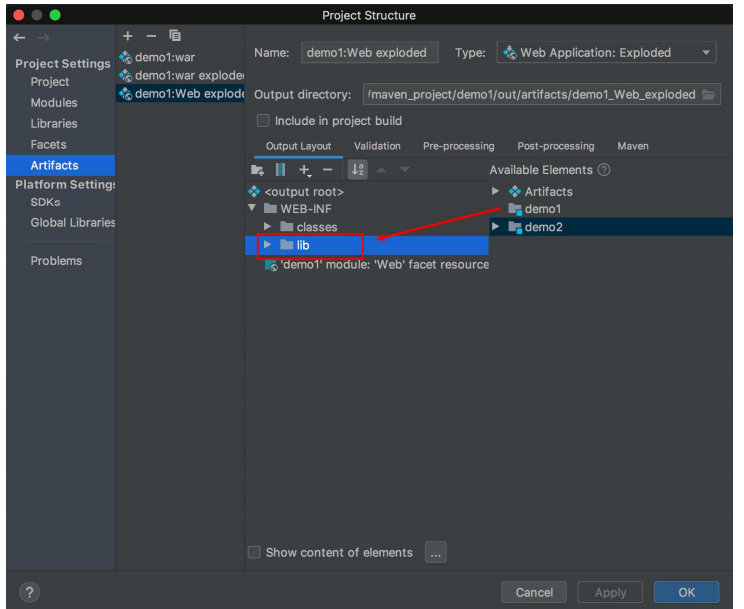 Project Structure
Project Settings
Project
Modules
Libraries
Facets
Artifacts
Platform Settings
SDKs
Global Libraries
Problems
demo1:war
demo1:war explode
demo1:Web explode
Name: demo1:Web exploded Type: Web Application: Exploded
Output directory: /maven_project/demo1/out/artifacts/demo1_Web_exploded
Include in project build
Output Layout Validation Pre-processing Post-processing Maven
Available Elements ?
<output root>
WEB-INF
classes
lib
'demo1' module: 'Web' facet resource
Artifacts
demo1
demo2
Show content of elements ...
? Cancel Apply OK